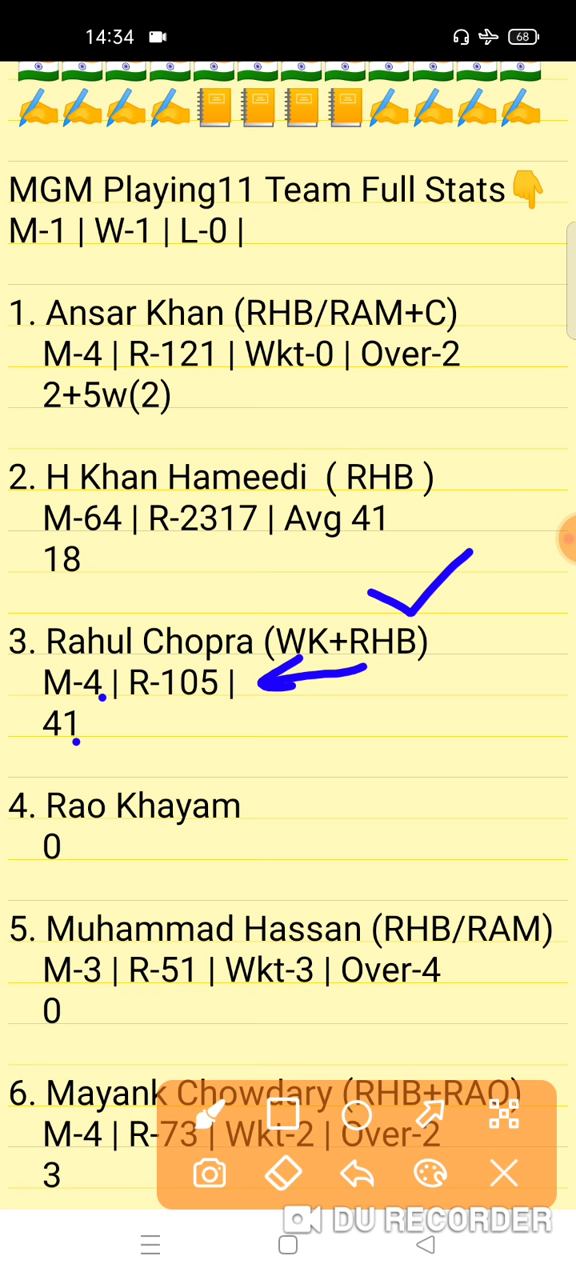 14:34
68
MGM Playing11 Team Full Stats👇
M-1 | W-1 | L-0 |
1. Ansar Khan (RHB/RAM+C)
M-4 | R-121 | Wkt-0 | Over-2
2+5w(2)
2. H Khan Hameedi ( RHB )
M-64 | R-2317 | Avg 41
18
3. Rahul Chopra (WK+RHB)
M-4 | R-105 |
41
4. Rao Khayam
0
5. Muhammad Hassan (RHB/RAM)
M-3 | R-51 | Wkt-3 | Over-4
0
6. Mayank Chowdary (RHB+RAO)
M-4 | R-73 | Wkt-2 | Over-2
3
DU RECORDER